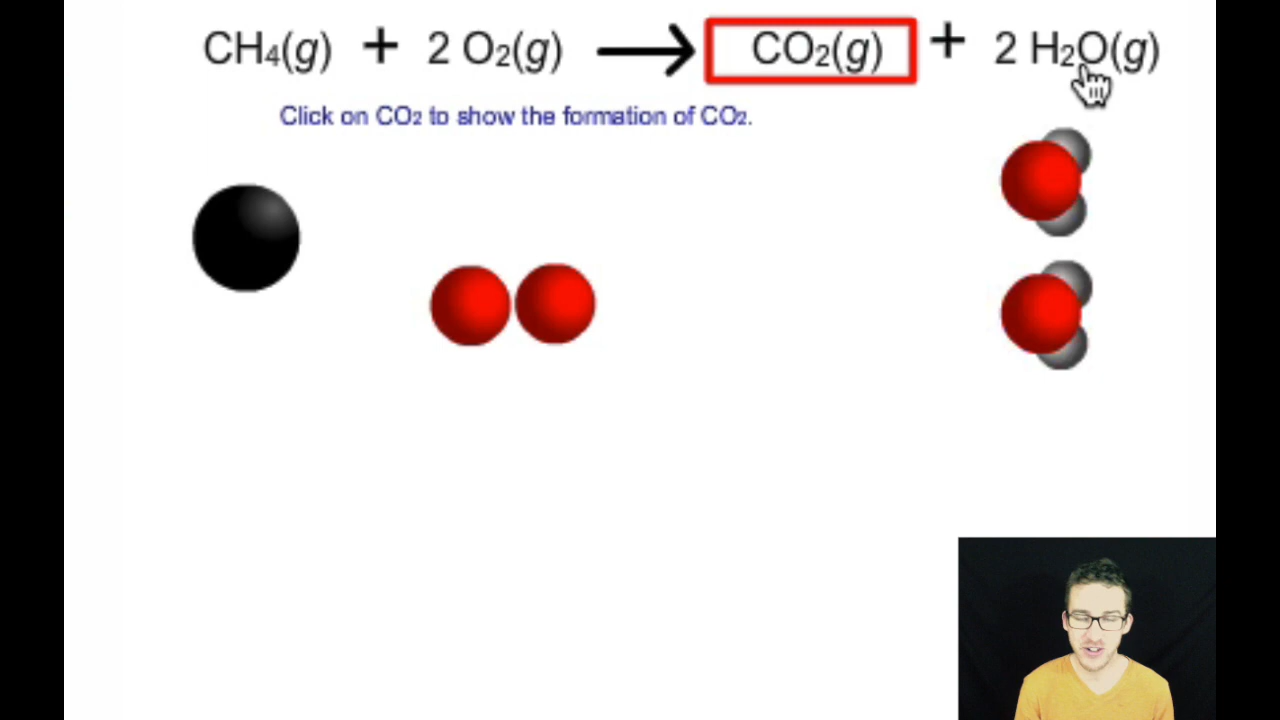 CH4(g) + 2 O2(g) → CO2(g) + 2 H2O(g)
Click on CO2 to show the formation of CO2.